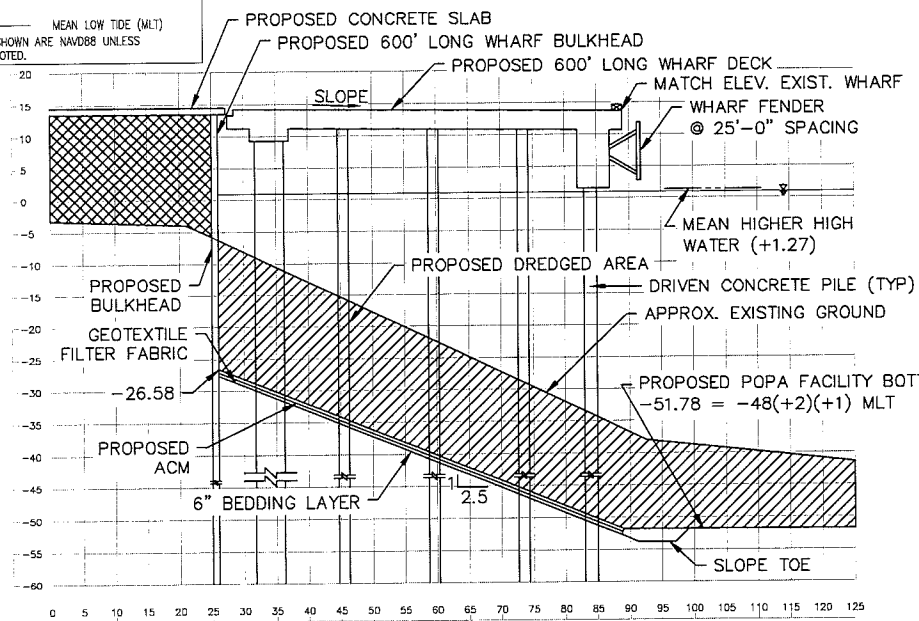 MEAN LOW TIDE (MLT)
SHOWN ARE NAVD88 UNLESS
OTED.
PROPOSED CONCRETE SLAB
PROPOSED 600' LONG WHARF BULKHEAD
PROPOSED 600' LONG WHARF DECK
SLOPE
MATCH ELEV. EXIST. WHARF
WHARF FENDER
@ 25'-0" SPACING
MEAN HIGHER HIGH
WATER (+1.27)
PROPOSED DREDGED AREA
DRIVEN CONCRETE PILE (TYP)
APPROX. EXISTING GROUND
PROPOSED
BULKHEAD
GEOTEXTILE
FILTER FABRIC
-26.58
PROPOSED POPA FACILITY BOT
-51.78 = -48(+2)(+1) MLT
PROPOSED
ACM
6" BEDDING LAYER
1
2.5
SLOPE TOE
20
15
10
5
0
-5
-10
-15
-20
-25
-30
-35
-40
-45
-50
-55
-60
0 5 10 15 20 25 30 35 40 45 50 55 60 65 70 75 80 85 90 95 100 105 110 115 120 125